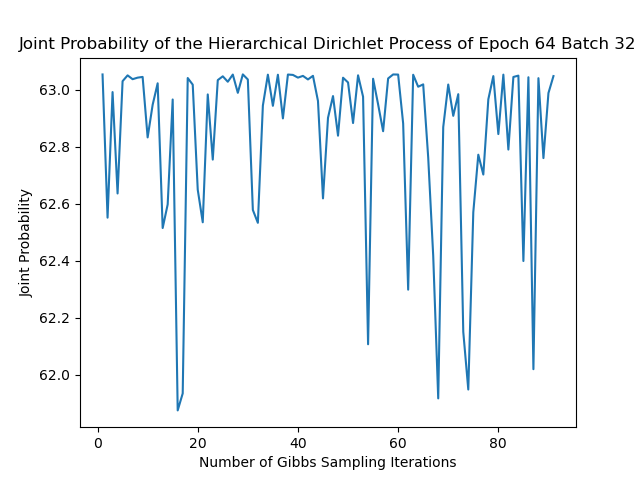 Joint Probability of the Hierarchical Dirichlet Process of Epoch 64 Batch 32
63.0
62.8
62.6
62.4
62.2
62.0
Joint Probability
0 20 40 60 80
Number of Gibbs Sampling Iterations